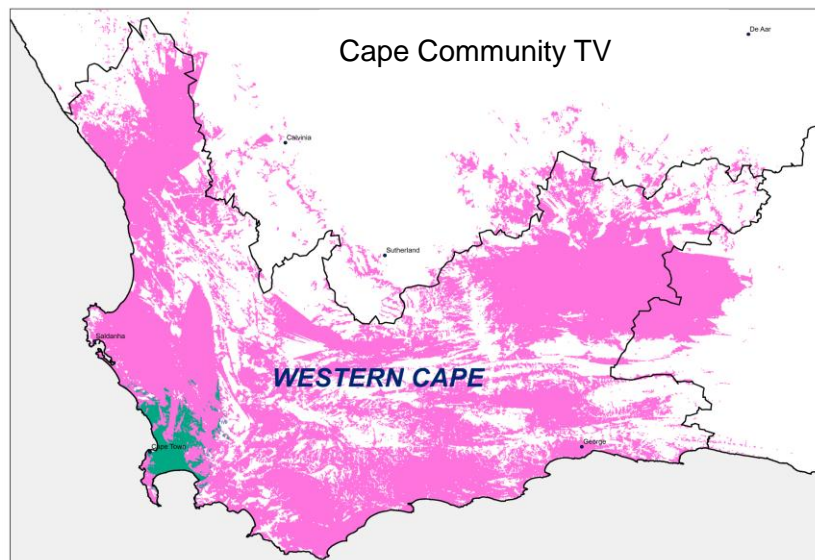 Cape Community TV
De Aar
Calvinia
Sutherland
Saldanha
WESTERN CAPE
George
Cape Town